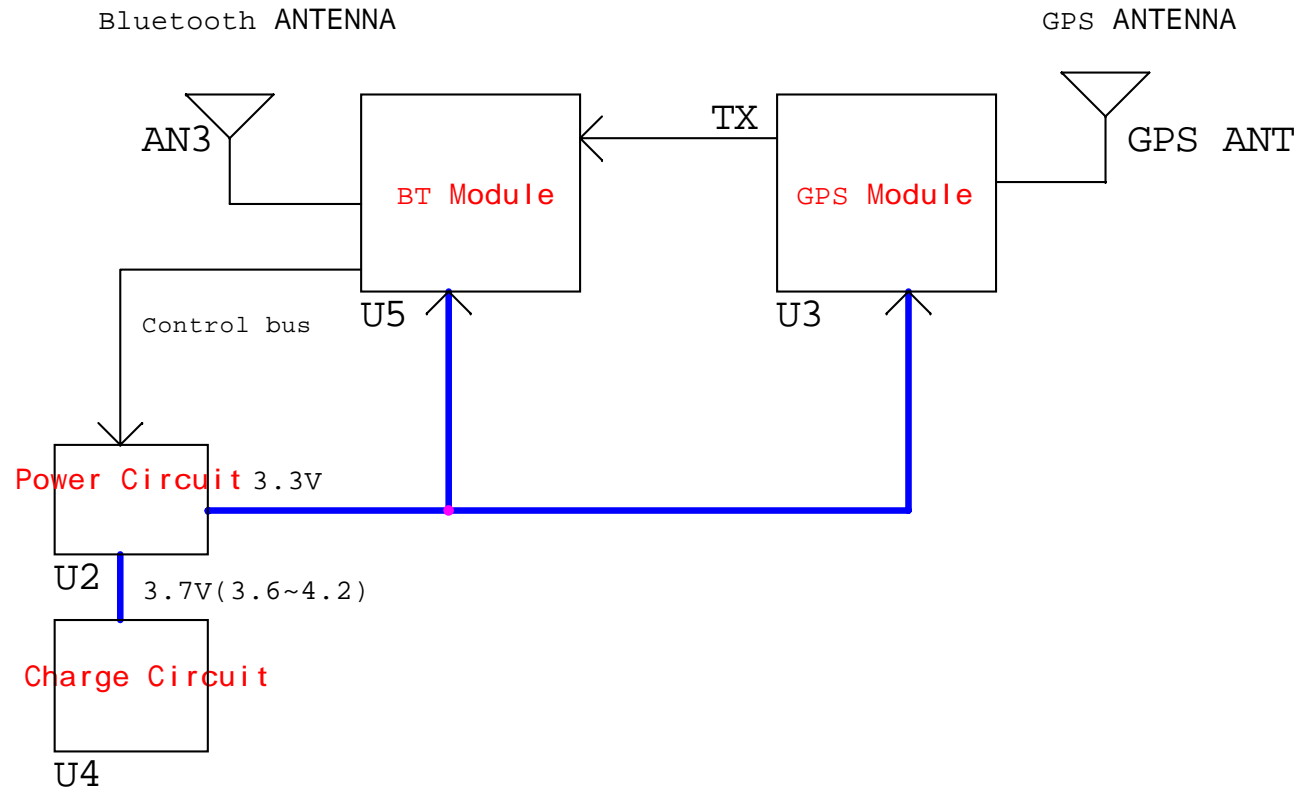 Bluetooth ANTENNA
GPS ANTENNA
AN3
TX
GPS ANT
BT Module
GPS Module
U5
U3
Control bus
Power Circuit
3.3V
U2
3.7V(3.6~4.2)
Charge Circuit
U4